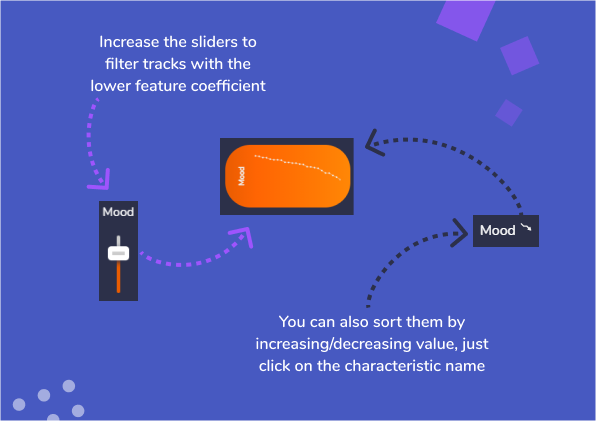 Increase the sliders to
filter tracks with the
lower feature coefficient
Mood
Mood
Mood
You can also sort them by
increasing/decreasing value, just
click on the characteristic name